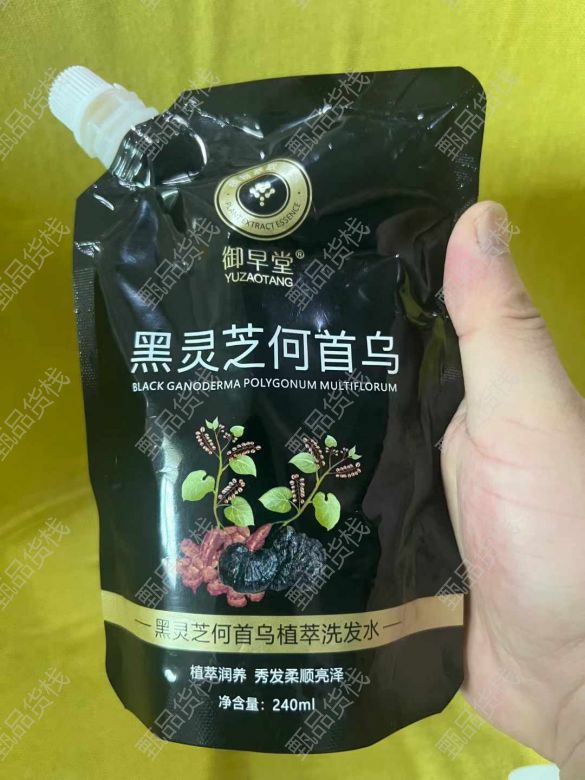 PLANT EXTRACT ESSENCE
御早堂®
YUZAOTANG
黑灵芝何首乌
BLACK GANODERMA POLYGONUM MULTIFLORUM
黑灵芝何首乌植萃洗发水
植萃润养 秀发柔顺亮泽
净含量：240ml
甄品货栈